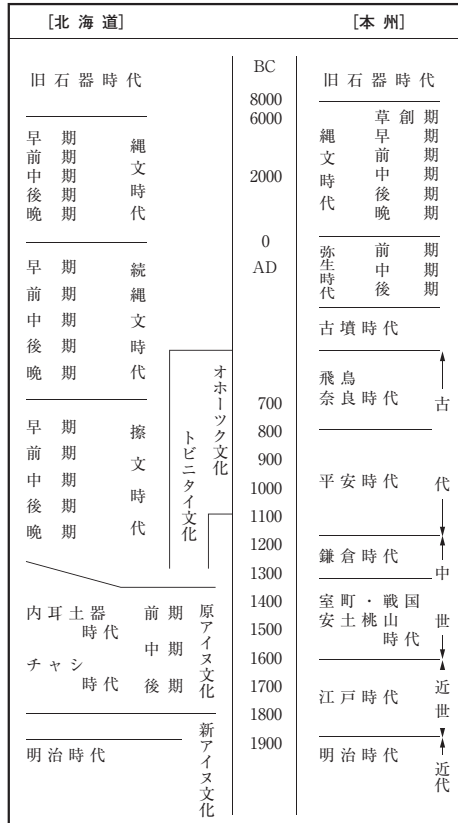 [北海道]
旧石器時代
早期
前期
中期
後期
晩期
縄文時代
早期
前期
中期
後期
晩期
続縄文時代
早期
前期
中期
後期
晩期
擦文時代
オホーツク文化
トビニタイ文化
内耳土器
時代
チャシ
時代
前期
中期
後期
原アイヌ文化
新アイヌ文化
明治時代
BC
8000
6000
2000
0
AD
700
800
900
1000
1100
1200
1300
1400
1500
1600
1700
1800
1900
[本州]
旧石器時代
縄文時代
草創期
早期
前期
中期
後期
晩期
弥生時代
前期
中期
後期
古墳時代
飛鳥
奈良時代
平安時代
鎌倉時代
室町・戦国
安土桃山
時代
江戸時代
明治時代
古代
中世
近世
近代